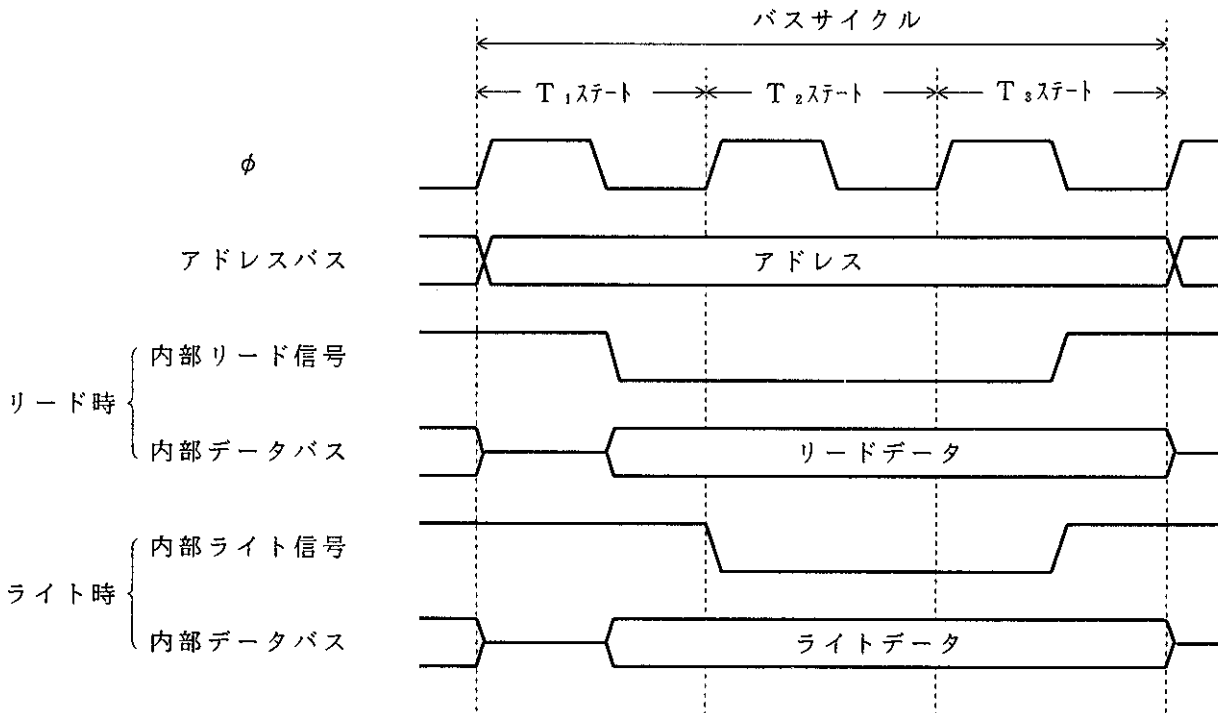 バスサイクル
T₁ステート
T₂ステート
T₃ステート
φ
アドレスバス
アドレス
リード時
内部リード信号
内部データバス
リードデータ
ライト時
内部ライト信号
内部データバス
ライトデータ